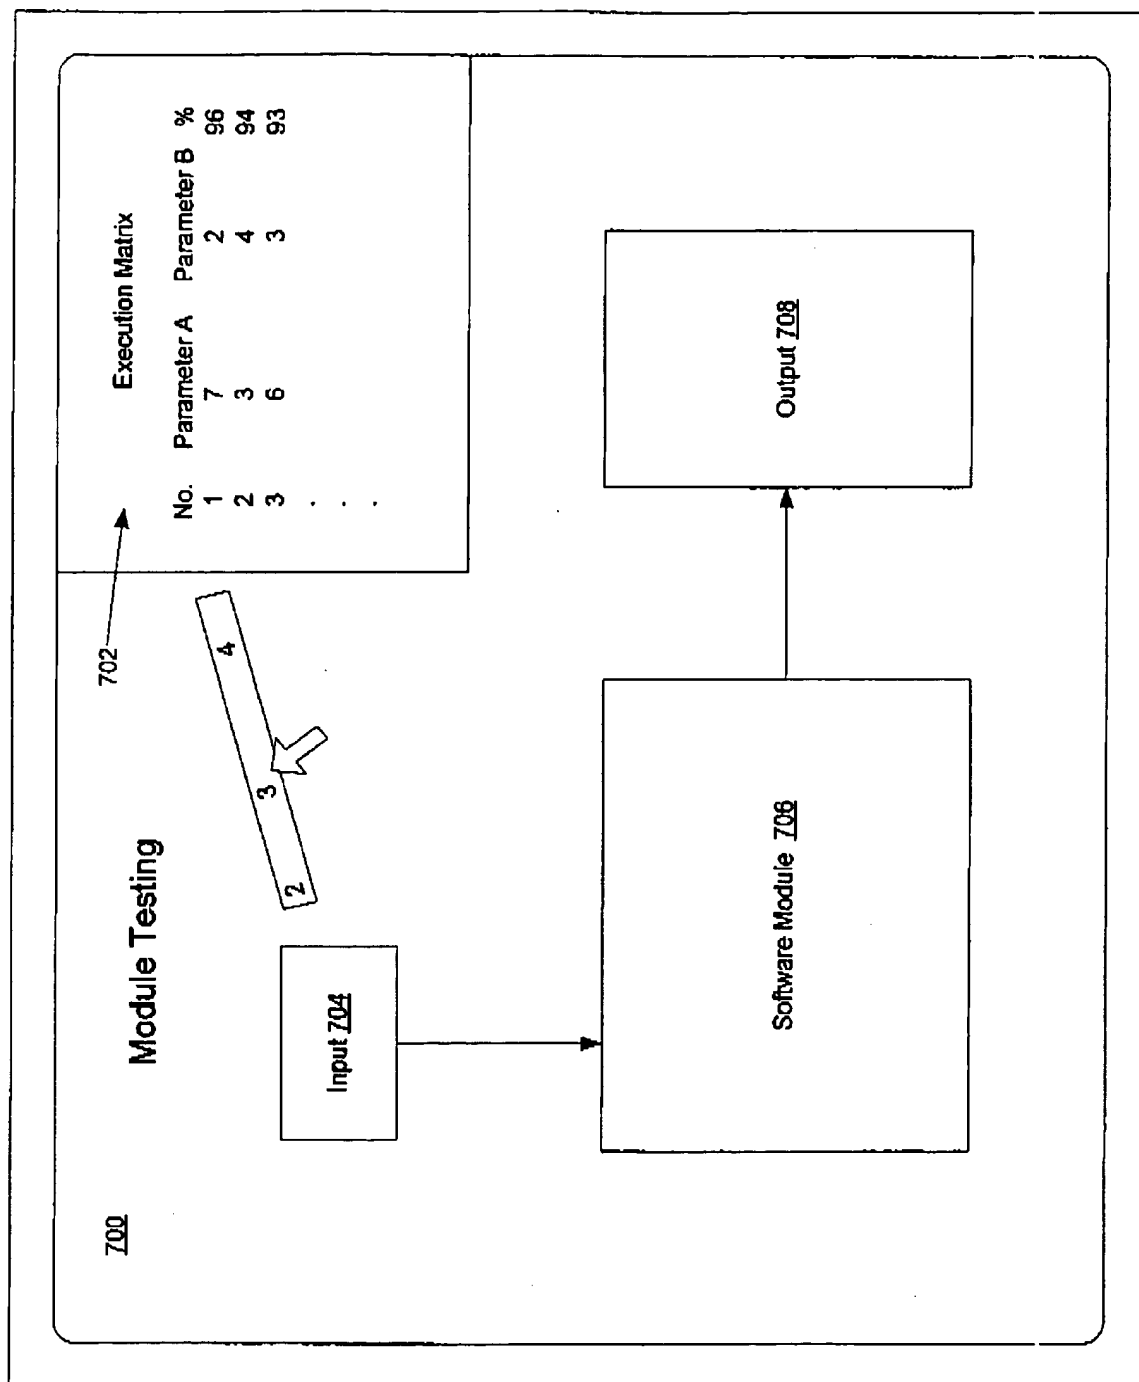 700
Module Testing
702
Execution Matrix
No. Parameter A Parameter B %
1 7 2 96
2 3 4 94
3 6 3 93
. . .
2 3 4
Input 704
Software Module 706
Output 708